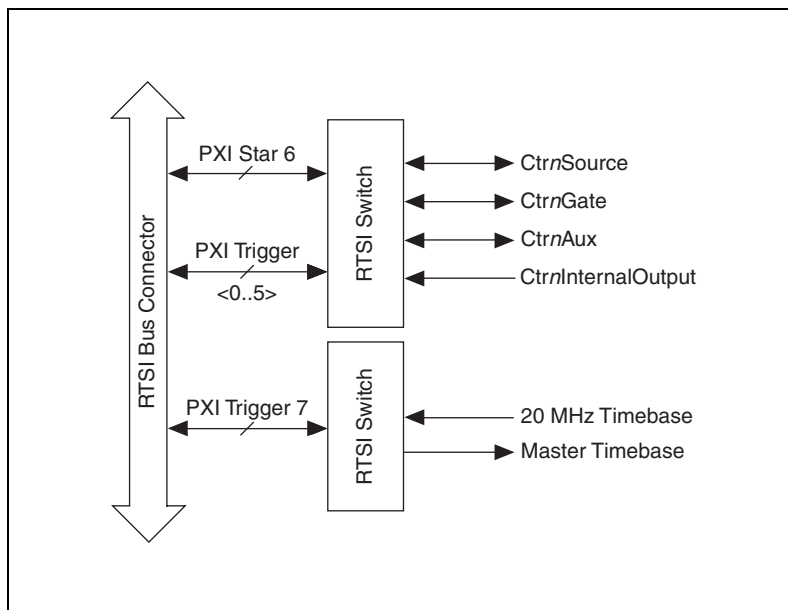 RTSI Bus Connector
PXI Star 6
PXI Trigger
<0..5>
RTSI Switch
CtrnSource
CtrnGate
CtrnAux
CtrnInternalOutput
PXI Trigger 7
RTSI Switch
20 MHz Timebase
Master Timebase